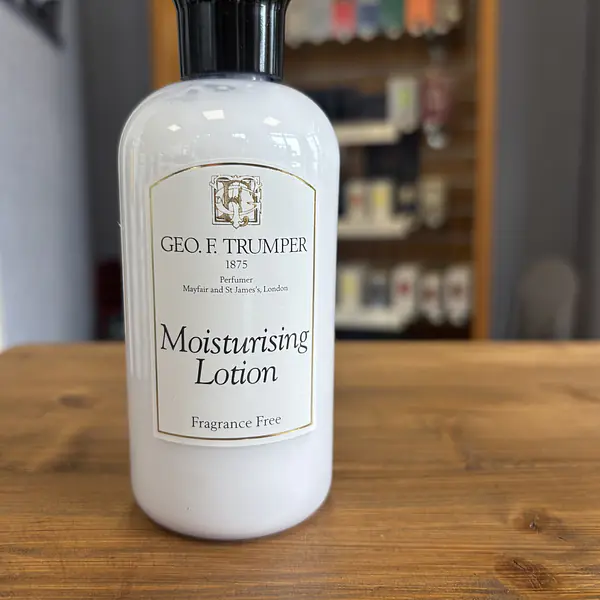 GEO. F. TRUMPER
1875
Perfumer
Mayfair and St James's, London
Moisturising
Lotion
Fragrance Free